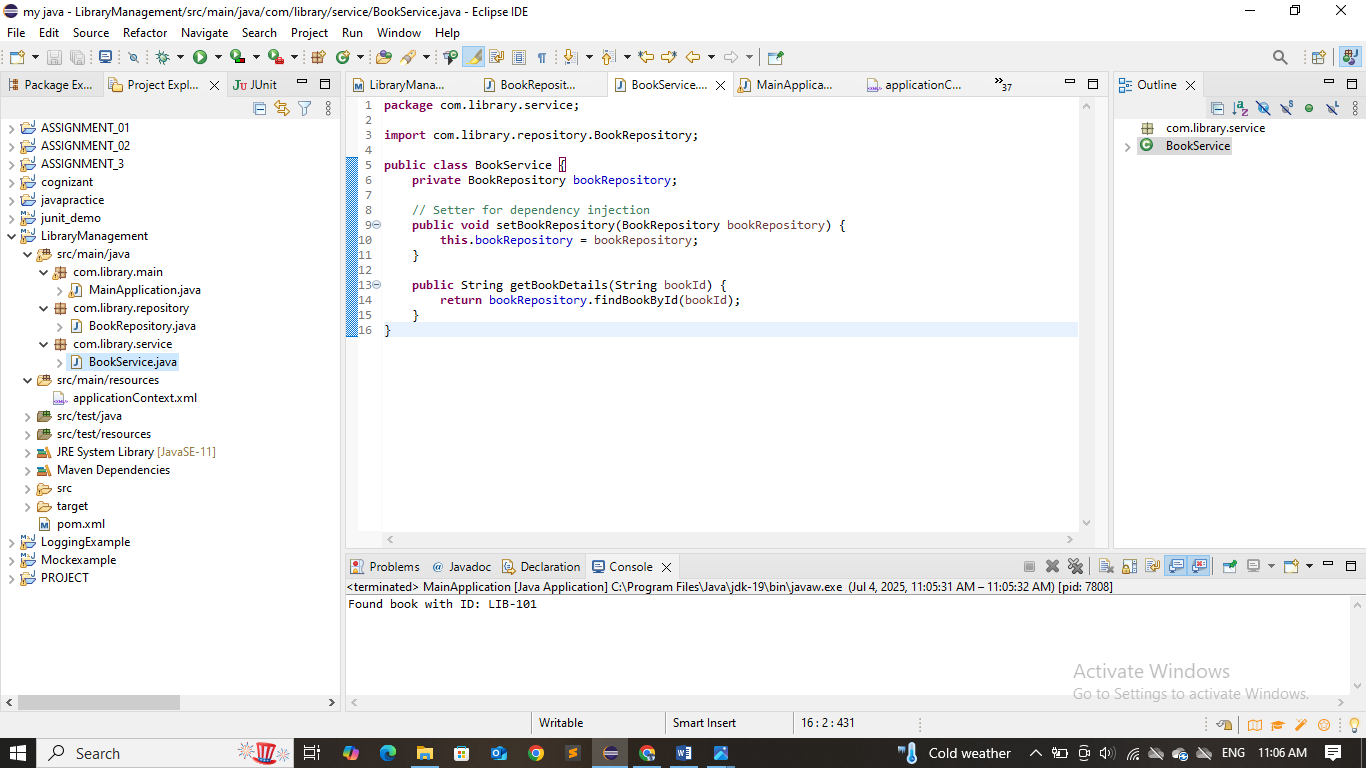 my java - LibraryManagement/src/main/java/com/library/service/BookService.java - Eclipse IDE
File Edit Source Refactor Navigate Search Project Run Window Help
Package Ex... Project Expl... JUnit
ASSIGNMENT_01
ASSIGNMENT_02
ASSIGNMENT_3
cognizant
javapractice
junit_demo
LibraryManagement
src/main/java
com.library.main
MainApplication.java
com.library.repository
BookRepository.java
com.library.service
BookService.java
src/main/resources
applicationContext.xml
src/test/java
src/test/resources
JRE System Library [JavaSE-11]
Maven Dependencies
src
target
pom.xml
LoggingExample
Mockexample
PROJECT
LibraryMana... BookReposit... BookService.... MainApplica... applicationC... 37
1 package com.library.service;
2
3 import com.library.repository.BookRepository;
4
5 public class BookService {
6 private BookRepository bookRepository;
7
8 // Setter for dependency injection
9 public void setBookRepository(BookRepository bookRepository) {
10 this.bookRepository = bookRepository;
11 }
12
13 public String getBookDetails(String bookId) {
14 return bookRepository.findBookById(bookId);
15 }
16 }
Outline
com.library.service
BookService
Problems @ Javadoc Declaration Console
<terminated> MainApplication [Java Application] C:\Program Files\Java\jdk-19\bin\javaw.exe (Jul 4, 2025, 11:05:31 AM – 11:05:32 AM) [pid: 7808]
Found book with ID: LIB-101
Activate Windows
Go to Settings to activate Windows.
Writable Smart Insert 16 : 2 : 431
Search Cold weather ENG 11:06 AM